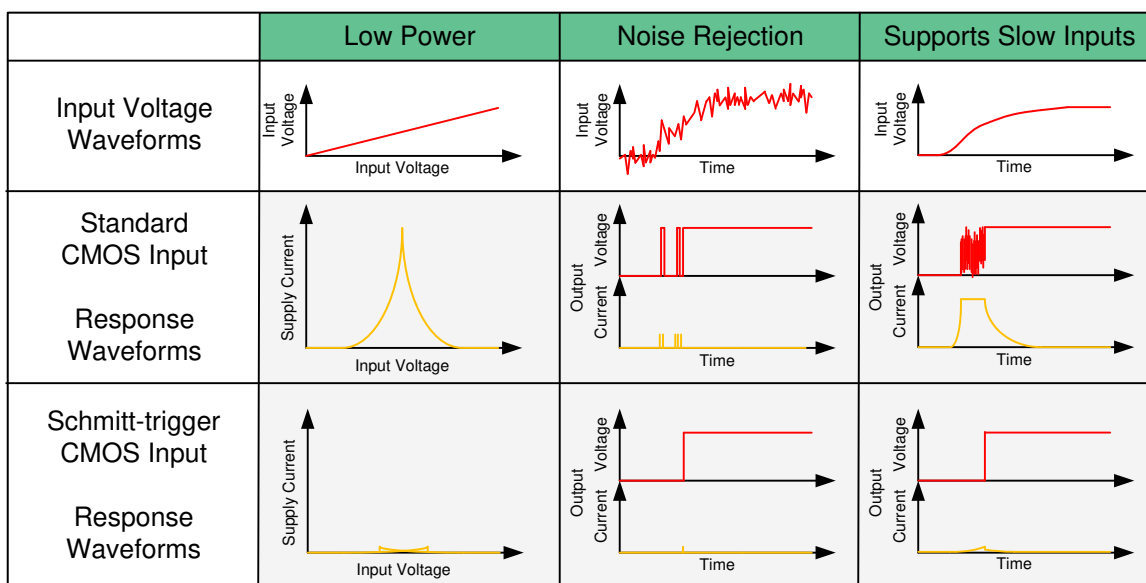 Low Power
Noise Rejection
Supports Slow Inputs
Input Voltage
Waveforms
Input
Voltage
Input Voltage
Input
Voltage
Time
Input
Voltage
Time
Standard
CMOS Input
Response
Waveforms
Supply Current
Input Voltage
Output
Voltage
Current
Time
Output
Voltage
Current
Time
Schmitt-trigger
CMOS Input
Response
Waveforms
Supply Current
Input Voltage
Output
Voltage
Current
Time
Output
Voltage
Current
Time